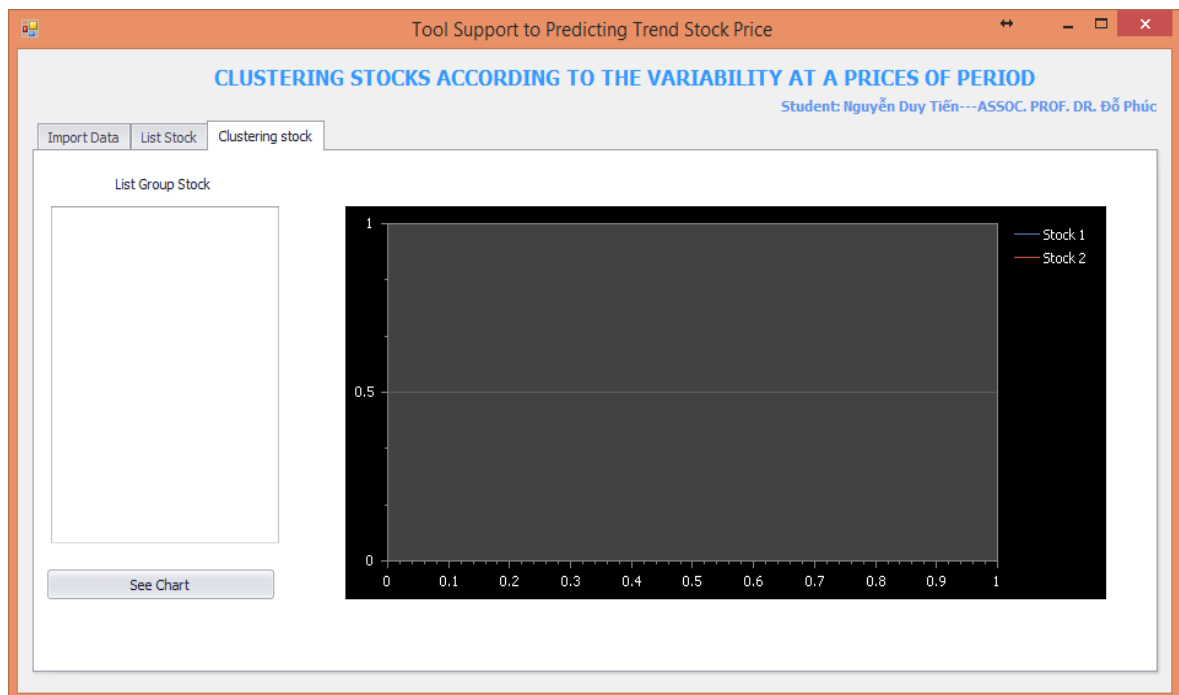 Tool Support to Predicting Trend Stock Price
CLUSTERING STOCKS ACCORDING TO THE VARIABILITY AT A PRICES OF PERIOD
Student: Nguyễn Duy Tiến---ASSOC. PROF. DR. Đỗ Phúc
Import Data List Stock Clustering stock
List Group Stock
1
Stock 1
Stock 2
0.5
0
0 0.1 0.2 0.3 0.4 0.5 0.6 0.7 0.8 0.9 1
See Chart